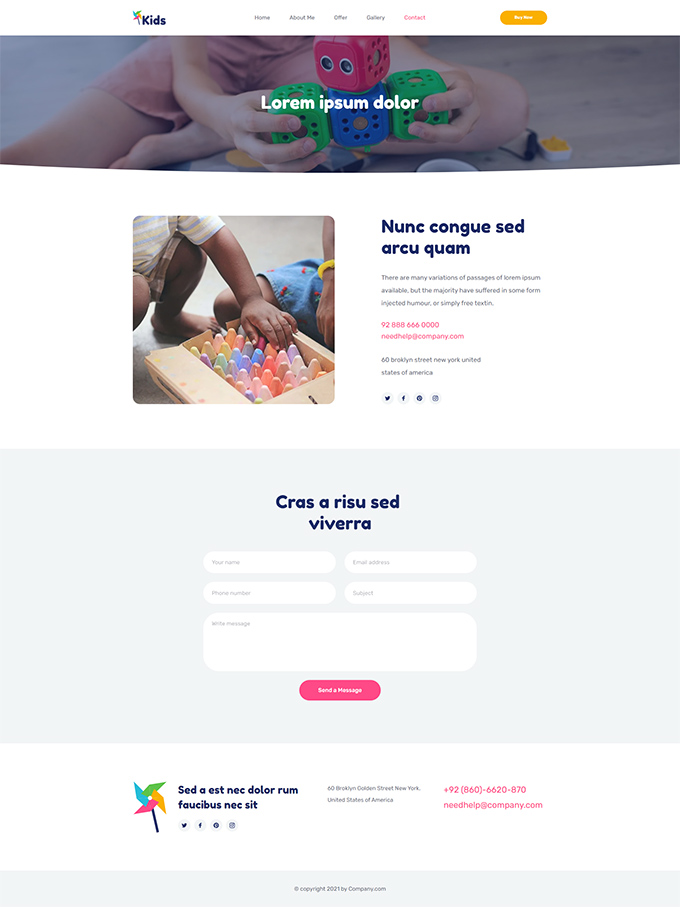 Kids
Home
About Me
Offer
Gallery
Contact
Buy Now
Lorem ipsum dolor
Nunc congue sed
arcu quam
There are many variations of passages of lorem ipsum
available, but the majority have suffered in some form
injected humour, or simply free textin.
92 888 666 0000
needhelp@company.com
60 broklyn street new york united
states of america
Cras a risu sed
viverra
Your name
Email address
Phone number
Subject
Write message
Send a Message
Sed a est nec dolor rum
faucibus nec sit
60 Broklyn Golden Street New York.
United States of America
+92 (860)-6620-870
needhelp@company.com
© copyright 2021 by Company.com